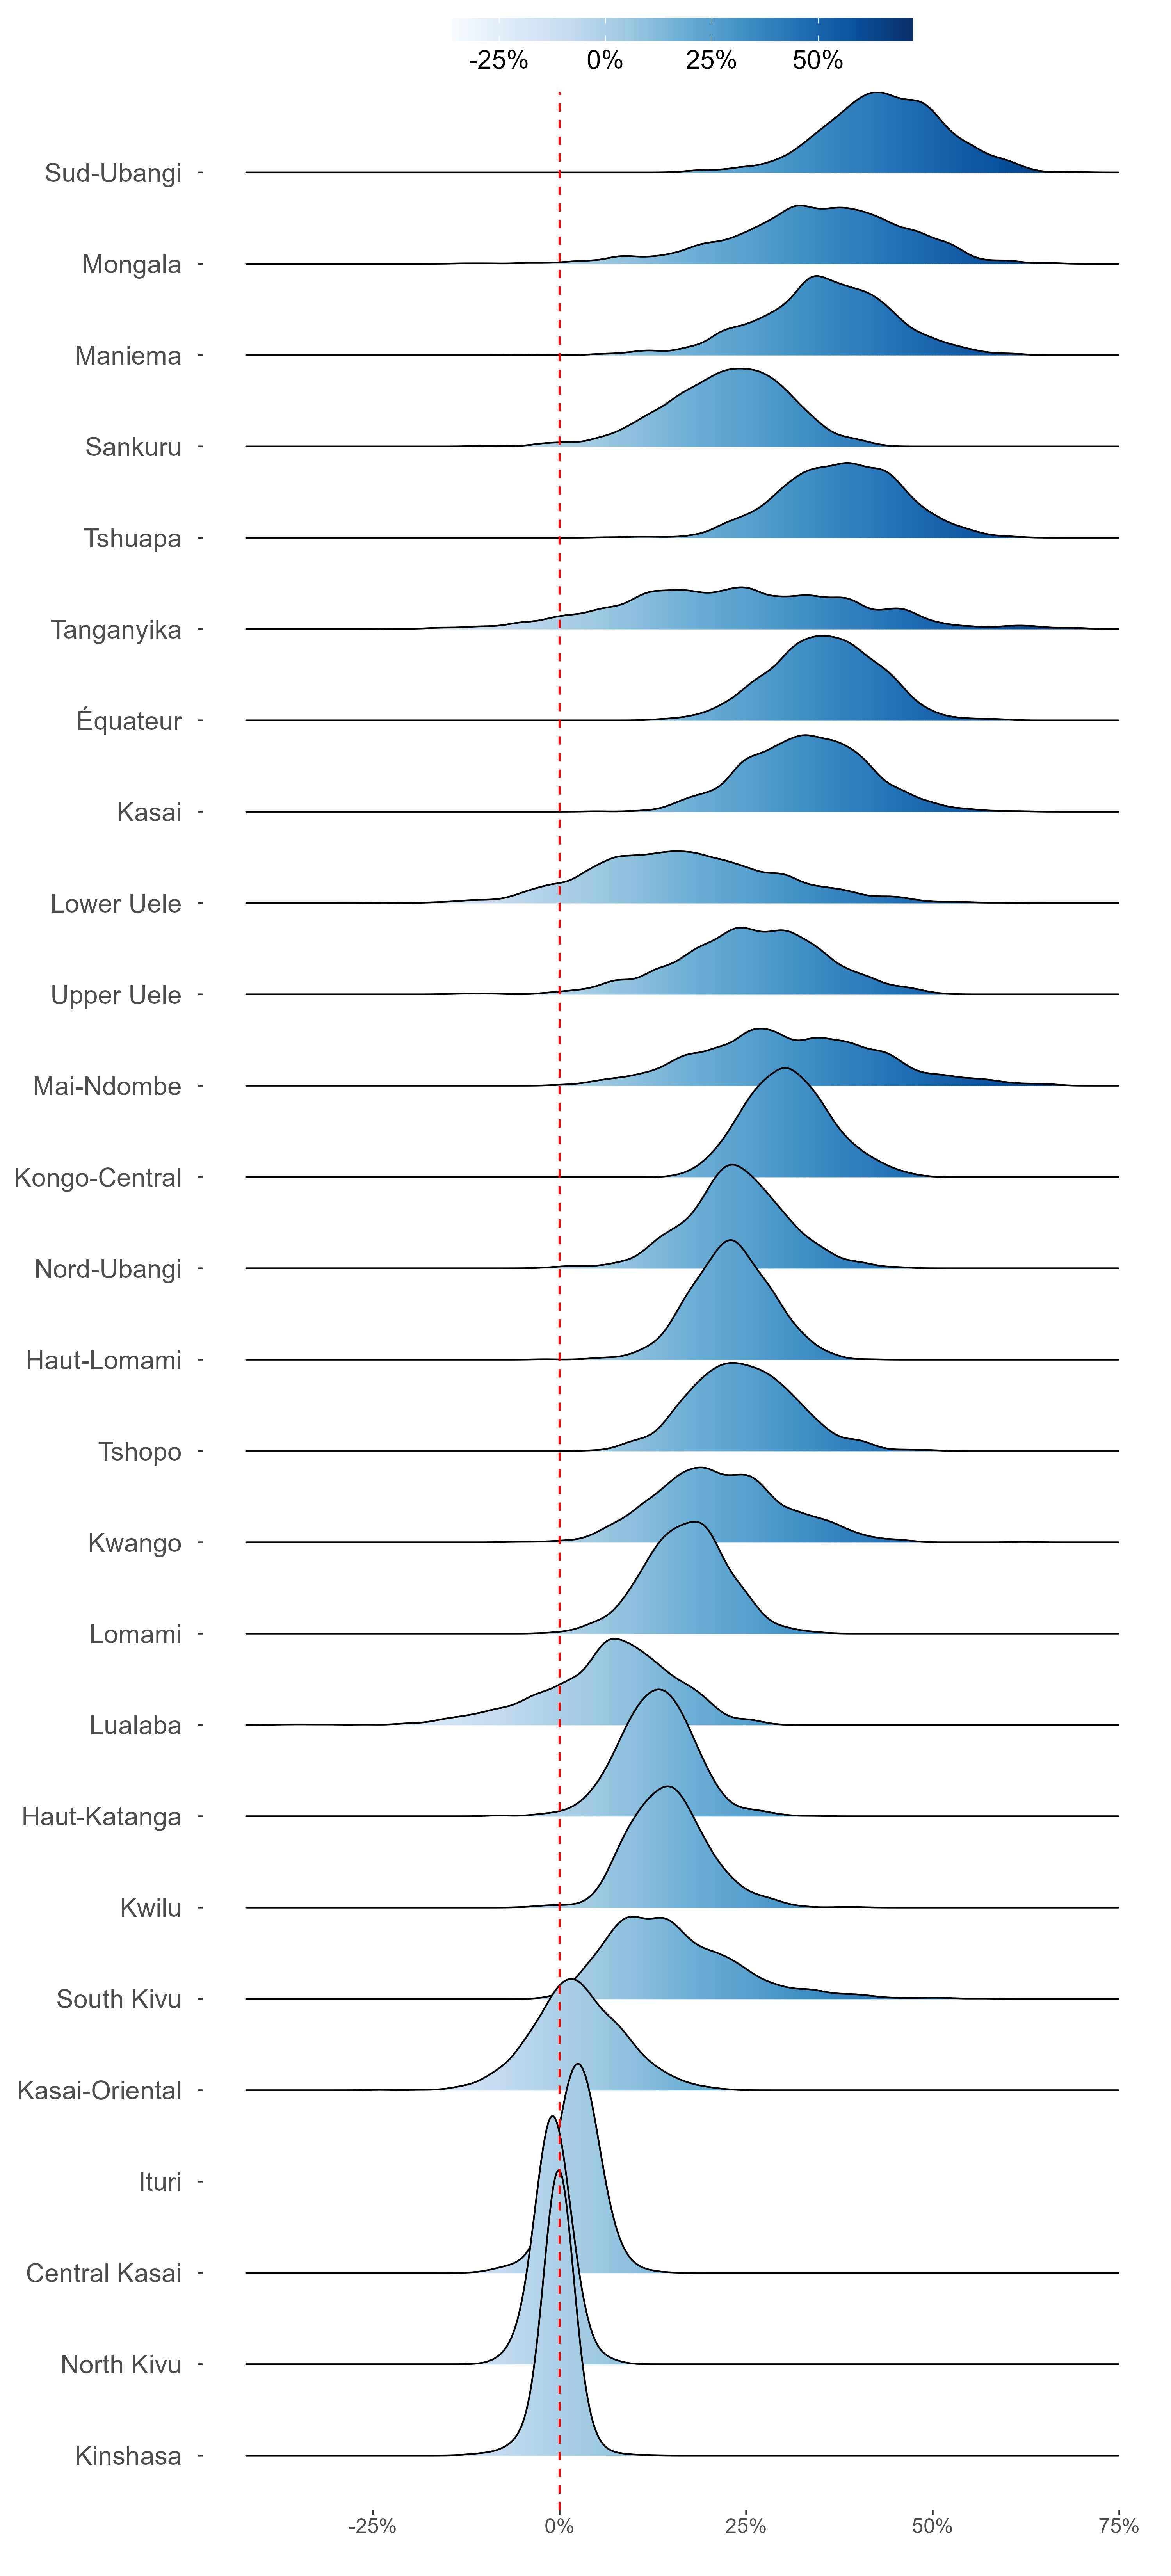 -25% 0% 25% 50%
Sud-Ubangi
Mongala
Maniema
Sankuru
Tshuapa
Tanganyika
Équateur
Kasai
Lower Uele
Upper Uele
Mai-Ndombe
Kongo-Central
Nord-Ubangi
Haut-Lomami
Tshopo
Kwango
Lomami
Lualaba
Haut-Katanga
Kwilu
South Kivu
Kasai-Oriental
Ituri
Central Kasai
North Kivu
Kinshasa
-25% 0% 25% 50% 75%